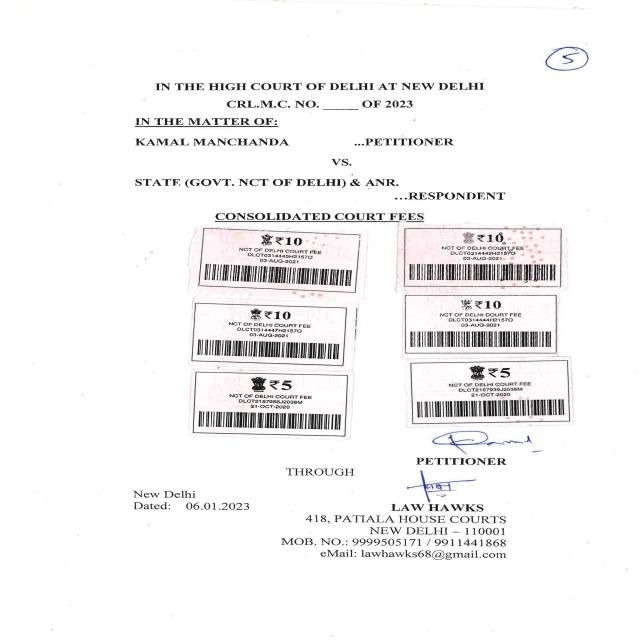 5
IN THE HIGH COURT OF DELHI AT NEW DELHI
CRL.M.C. NO. _____ OF 2023
IN THE MATTER OF:
KAMAL MANCHANDA ...PETITIONER
VS.
STATE (GOVT. NCT OF DELHI) & ANR.
...RESPONDENT
CONSOLIDATED COURT FEES
₹10 ₹10
NCT OF DELHI COURT FEE NCT OF DELHI COURT FEE
03-AUG-2021 03-AUG-2021
₹10 ₹10
NCT OF DELHI COURT FEE NCT OF DELHI COURT FEE
DLCT0314447H2157O DLCT0314444H2157O
03-AUG-2021 03-AUG-2021
₹5 ₹5
NCT OF DELHI COURT FEE NCT OF DELHI COURT FEE
21-OCT-2020 21-OCT-2020
PETITIONER
THROUGH
New Delhi
Dated: 06.01.2023
LAW HAWKS
418, PATIALA HOUSE COURTS
NEW DELHI – 110001
MOB. NO.: 9999505171 / 9911441868
eMail: lawhawks68@gmail.com